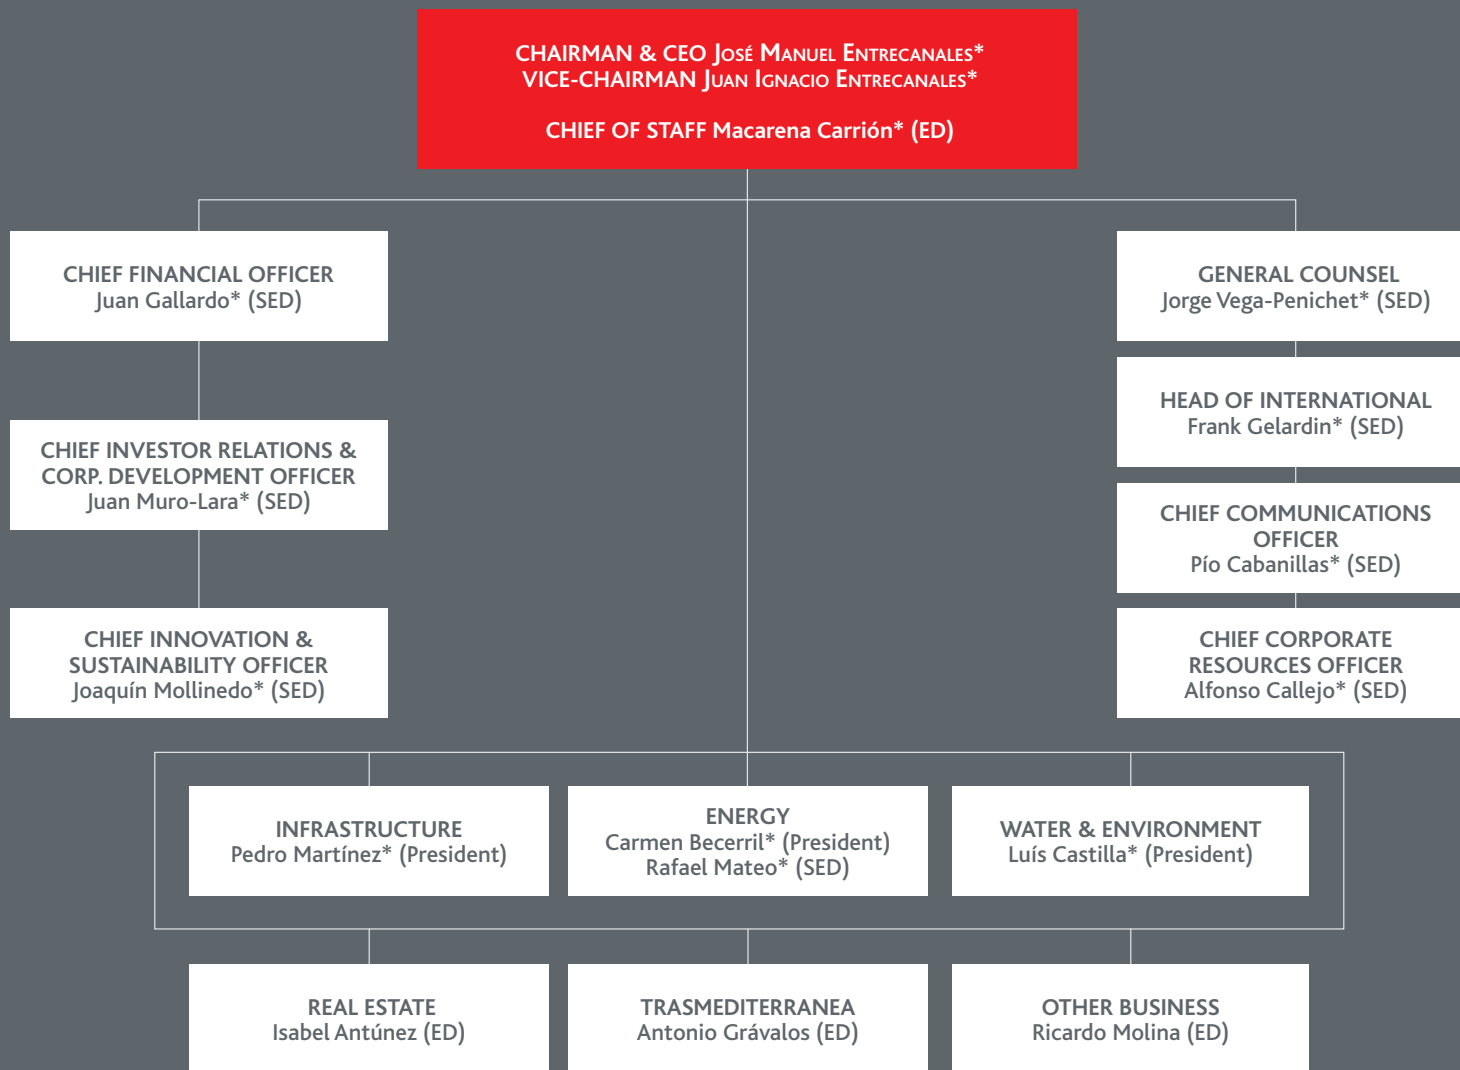 CHAIRMAN & CEO José Manuel Entrecanales*
VICE-CHAIRMAN Juan Ignacio Entrecanales*
CHIEF OF STAFF Macarena Carrión* (ED)
CHIEF FINANCIAL OFFICER
Juan Gallardo* (SED)
CHIEF INVESTOR RELATIONS &
CORP. DEVELOPMENT OFFICER
Juan Muro-Lara* (SED)
CHIEF INNOVATION &
SUSTAINABILITY OFFICER
Joaquín Mollinedo* (SED)
GENERAL COUNSEL
Jorge Vega-Penichet* (SED)
HEAD OF INTERNATIONAL
Frank Gelardin* (SED)
CHIEF COMMUNICATIONS
OFFICER
Pío Cabanillas* (SED)
CHIEF CORPORATE
RESOURCES OFFICER
Alfonso Callejo* (SED)
INFRASTRUCTURE
Pedro Martínez* (President)
ENERGY
Carmen Becerril* (President)
Rafael Mateo* (SED)
WATER & ENVIRONMENT
Luís Castilla* (President)
REAL ESTATE
Isabel Antúnez (ED)
TRASMEDITERRANEA
Antonio Grávalos (ED)
OTHER BUSINESS
Ricardo Molina (ED)